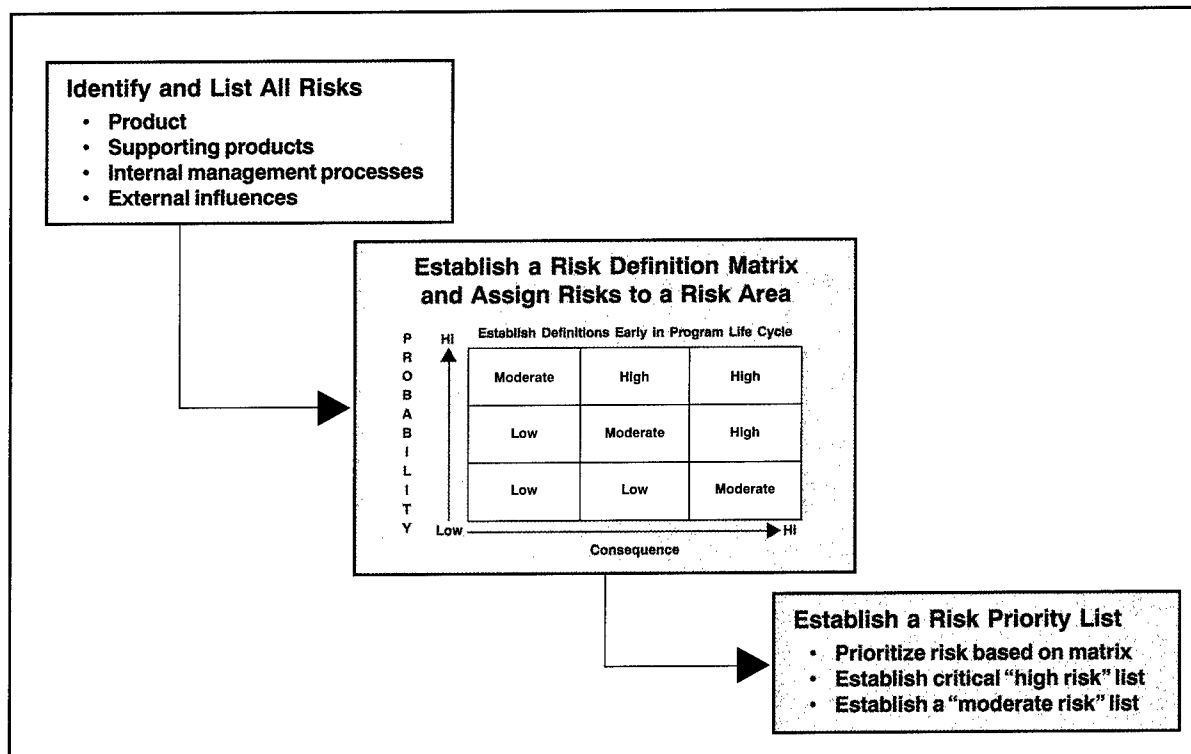 Identify and List All Risks
• Product
• Supporting products
• Internal management processes
• External influences
Establish a Risk Definition Matrix
and Assign Risks to a Risk Area
Establish Definitions Early in Program Life Cycle
PROBABILITY
Hi
Moderate High High
Low Moderate High
Low Low Moderate
Low
Hi
Consequence
Establish a Risk Priority List
• Prioritize risk based on matrix
• Establish critical “high risk” list
• Establish a “moderate risk” list